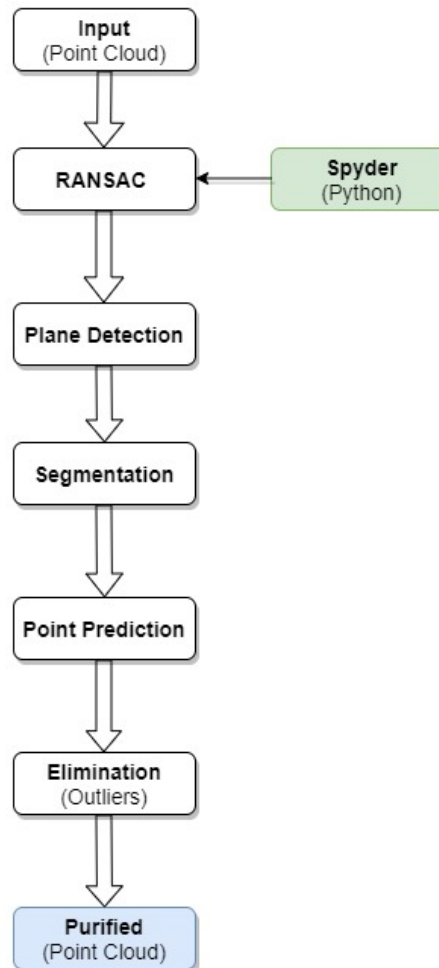 Input
(Point Cloud)
RANSAC
Spyder
(Python)
Plane Detection
Segmentation
Point Prediction
Elimination
(Outliers)
Purified
(Point Cloud)